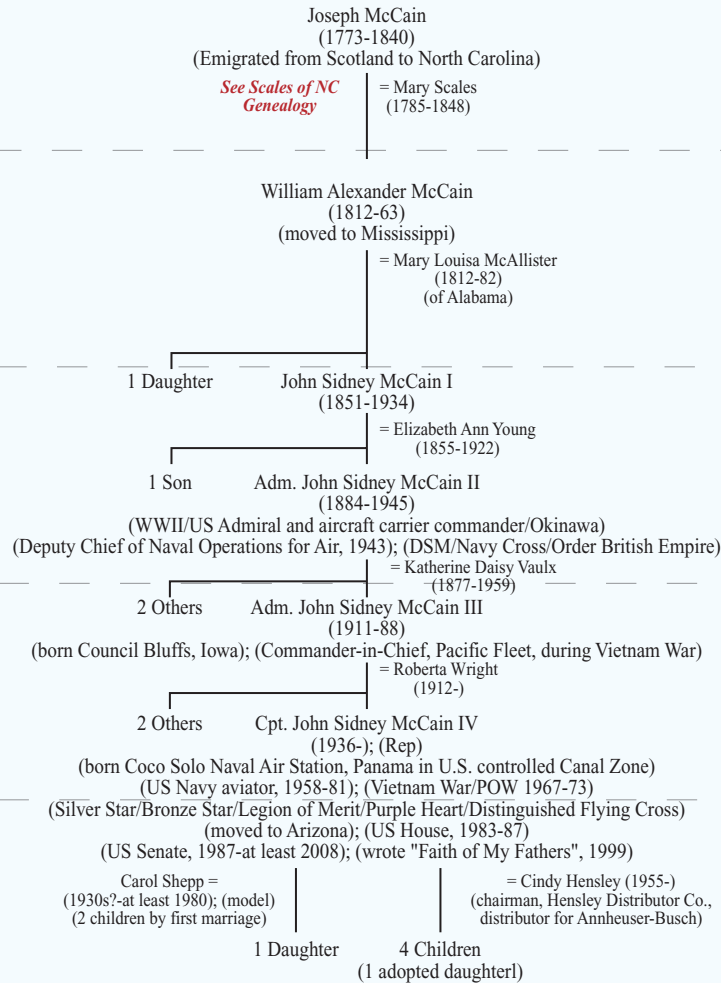 Joseph McCain
(1773-1840)
(Emigrated from Scotland to North Carolina)
See Scales of NC
Genealogy
= Mary Scales
(1785-1848)
William Alexander McCain
(1812-63)
(moved to Mississippi)
= Mary Louisa McAllister
(1812-82)
(of Alabama)
1 Daughter
John Sidney McCain I
(1851-1934)
= Elizabeth Ann Young
(1855-1922)
1 Son
Adm. John Sidney McCain II
(1884-1945)
(WWII/US Admiral and aircraft carrier commander/Okinawa)
(Deputy Chief of Naval Operations for Air, 1943); (DSM/Navy Cross/Order British Empire)
= Katherine Daisy Vaulx
(1877-1959)
2 Others
Adm. John Sidney McCain III
(1911-88)
(born Council Bluffs, Iowa); (Commander-in-Chief, Pacific Fleet, during Vietnam War)
= Roberta Wright
(1912-)
2 Others
Cpt. John Sidney McCain IV
(1936-); (Rep)
(born Coco Solo Naval Air Station, Panama in U.S. controlled Canal Zone)
(US Navy aviator, 1958-81); (Vietnam War/POW 1967-73)
(Silver Star/Bronze Star/Legion of Merit/Purple Heart/Distinguished Flying Cross)
(moved to Arizona); (US House, 1983-87)
(US Senate, 1987-at least 2008); (wrote "Faith of My Fathers", 1999)
Carol Shepp =
(1930s?-at least 1980); (model)
(2 children by first marriage)
= Cindy Hensley (1955-)
(chairman, Hensley Distributor Co.,
distributor for Annheuser-Busch)
1 Daughter
4 Children
(1 adopted daughterl)